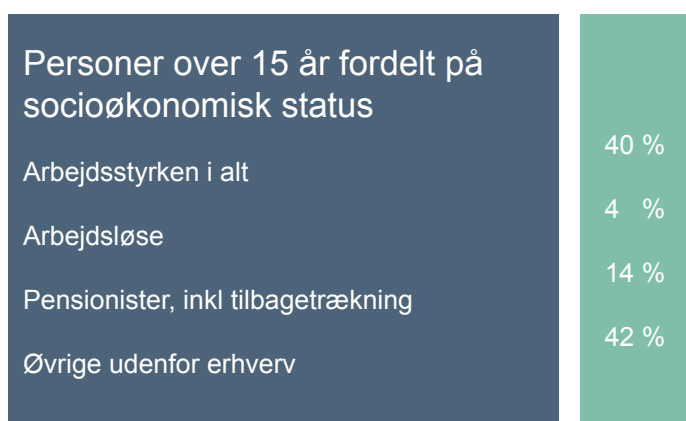 Personer over 15 år fordelt på
socioøkonomisk status
Arbejdsstyrken i alt
40 %
Arbejdsløse
4 %
Pensionister, inkl tilbagetrækning
14 %
Øvrige udenfor erhverv
42 %